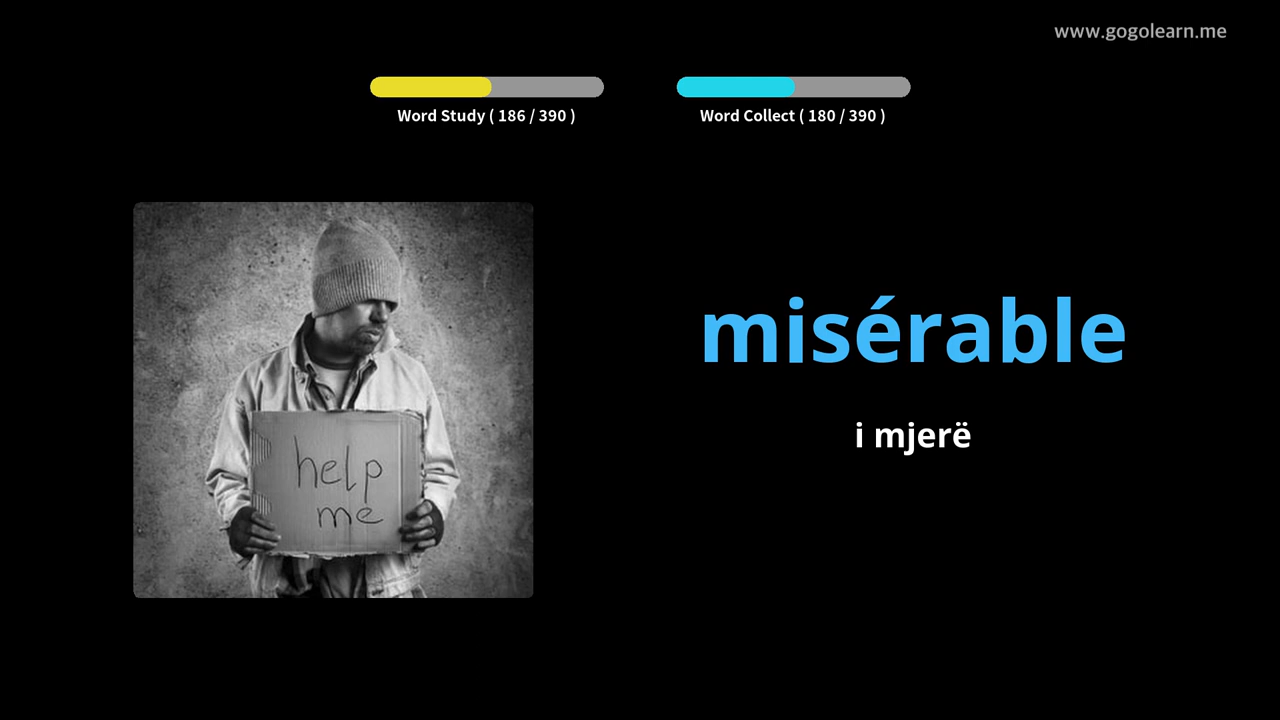 www.gogolearn.me
Word Study ( 186 / 390 )
Word Collect ( 180 / 390 )
misérable
i mjerë
help
me